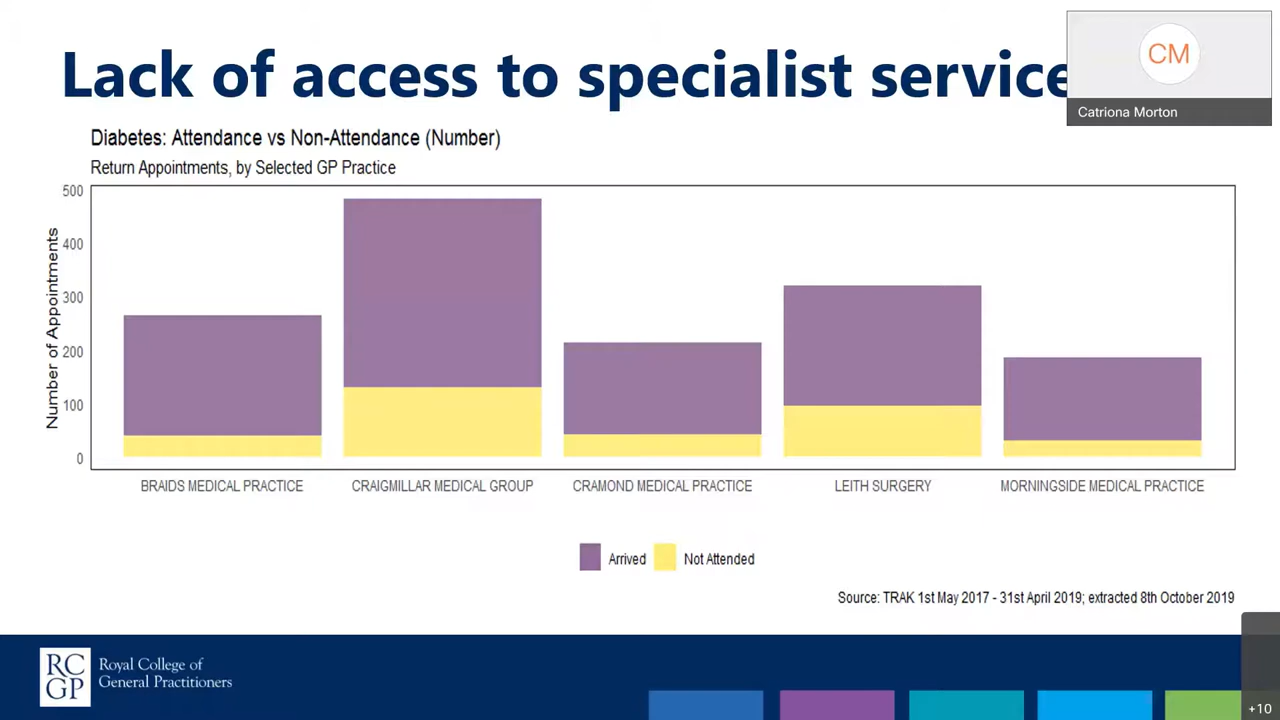 Lack of access to specialist service
CM
Catriona Morton
Diabetes: Attendance vs Non-Attendance (Number)
Return Appointments, by Selected GP Practice
Number of Appointments
500
400
300
200
100
0
BRAIDS MEDICAL PRACTICE
CRAIGMILLAR MEDICAL GROUP
CRAMOND MEDICAL PRACTICE
LEITH SURGERY
MORNINGSIDE MEDICAL PRACTICE
Arrived
Not Attended
Source: TRAK 1st May 2017 - 31st April 2019; extracted 8th October 2019
RC
GP
Royal College of
General Practitioners
+10